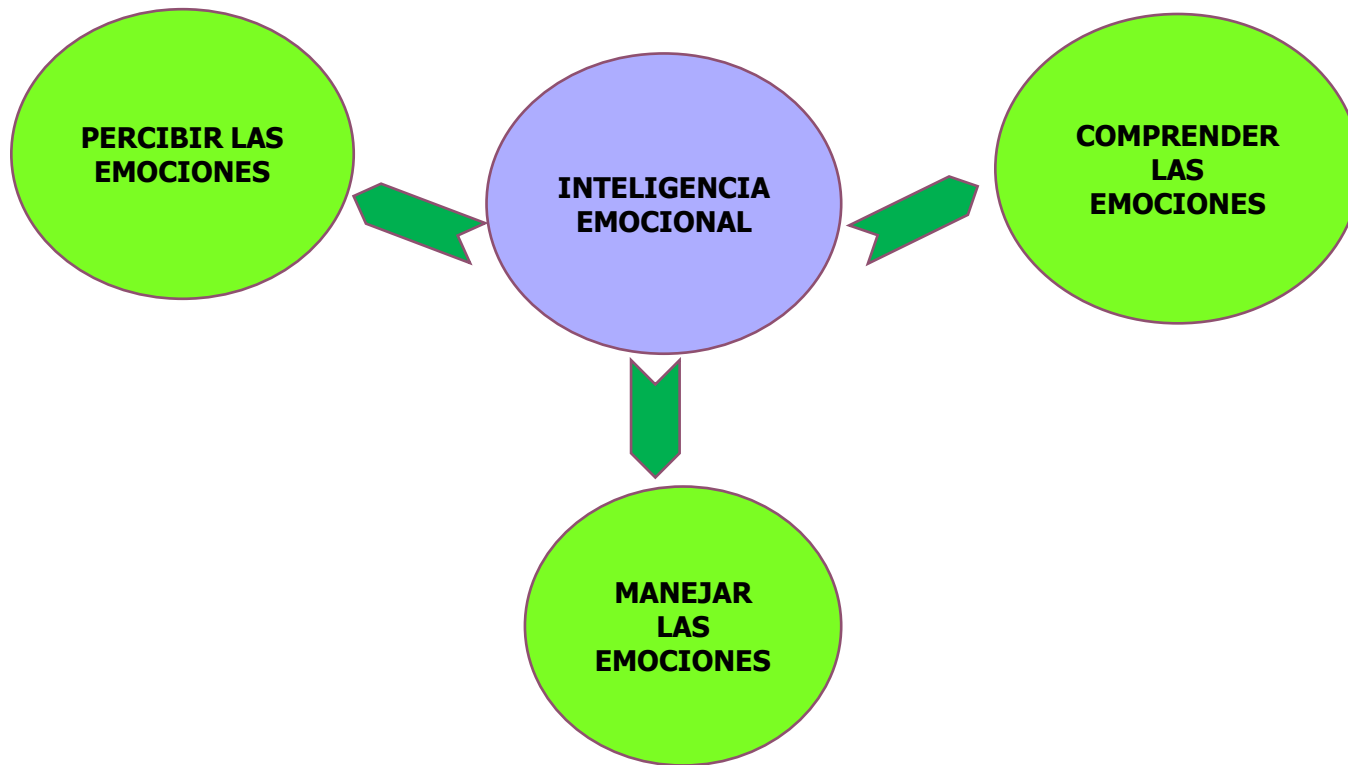 PERCIBIR LAS
EMOCIONES
INTELIGENCIA
EMOCIONAL
COMPRENDER
LAS
EMOCIONES
MANEJAR
LAS
EMOCIONES